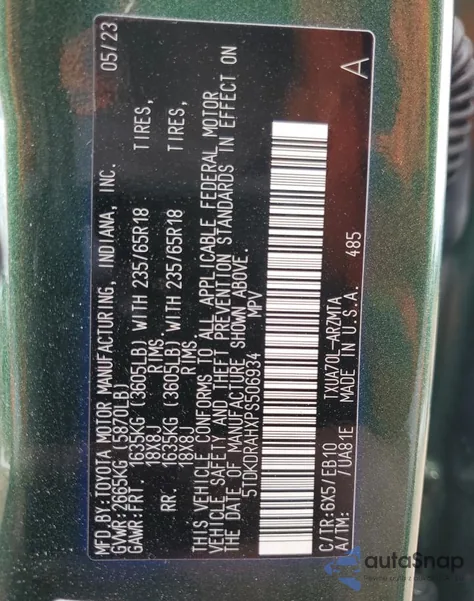 MFD.BY:TOYOTA MOTOR MANUFACTURING, INDIANA, INC. 05/23
GVWR:2665KG (5870LB)
GAWR:FRT. 1635KG (3605LB) WITH 235/65R18 TIRES,
18X8J RIMS
RR. 1635KG (3605LB) WITH 235/65R18 TIRES,
18X8J RIMS
THIS VEHICLE CONFORMS TO ALL APPLICABLE FEDERAL MOTOR
VEHICLE SAFETY AND THEFT PREVENTION STANDARDS IN EFFECT ON
THE DATE OF MANUFACTURE SHOWN ABOVE.
5TDKDRAHXPS506934 MPV
A
C/TR:6X5/EB10 TXUA70L-ARZMTA
A/TM: /UA81E MADE IN U.S.A. 485
autoSnap